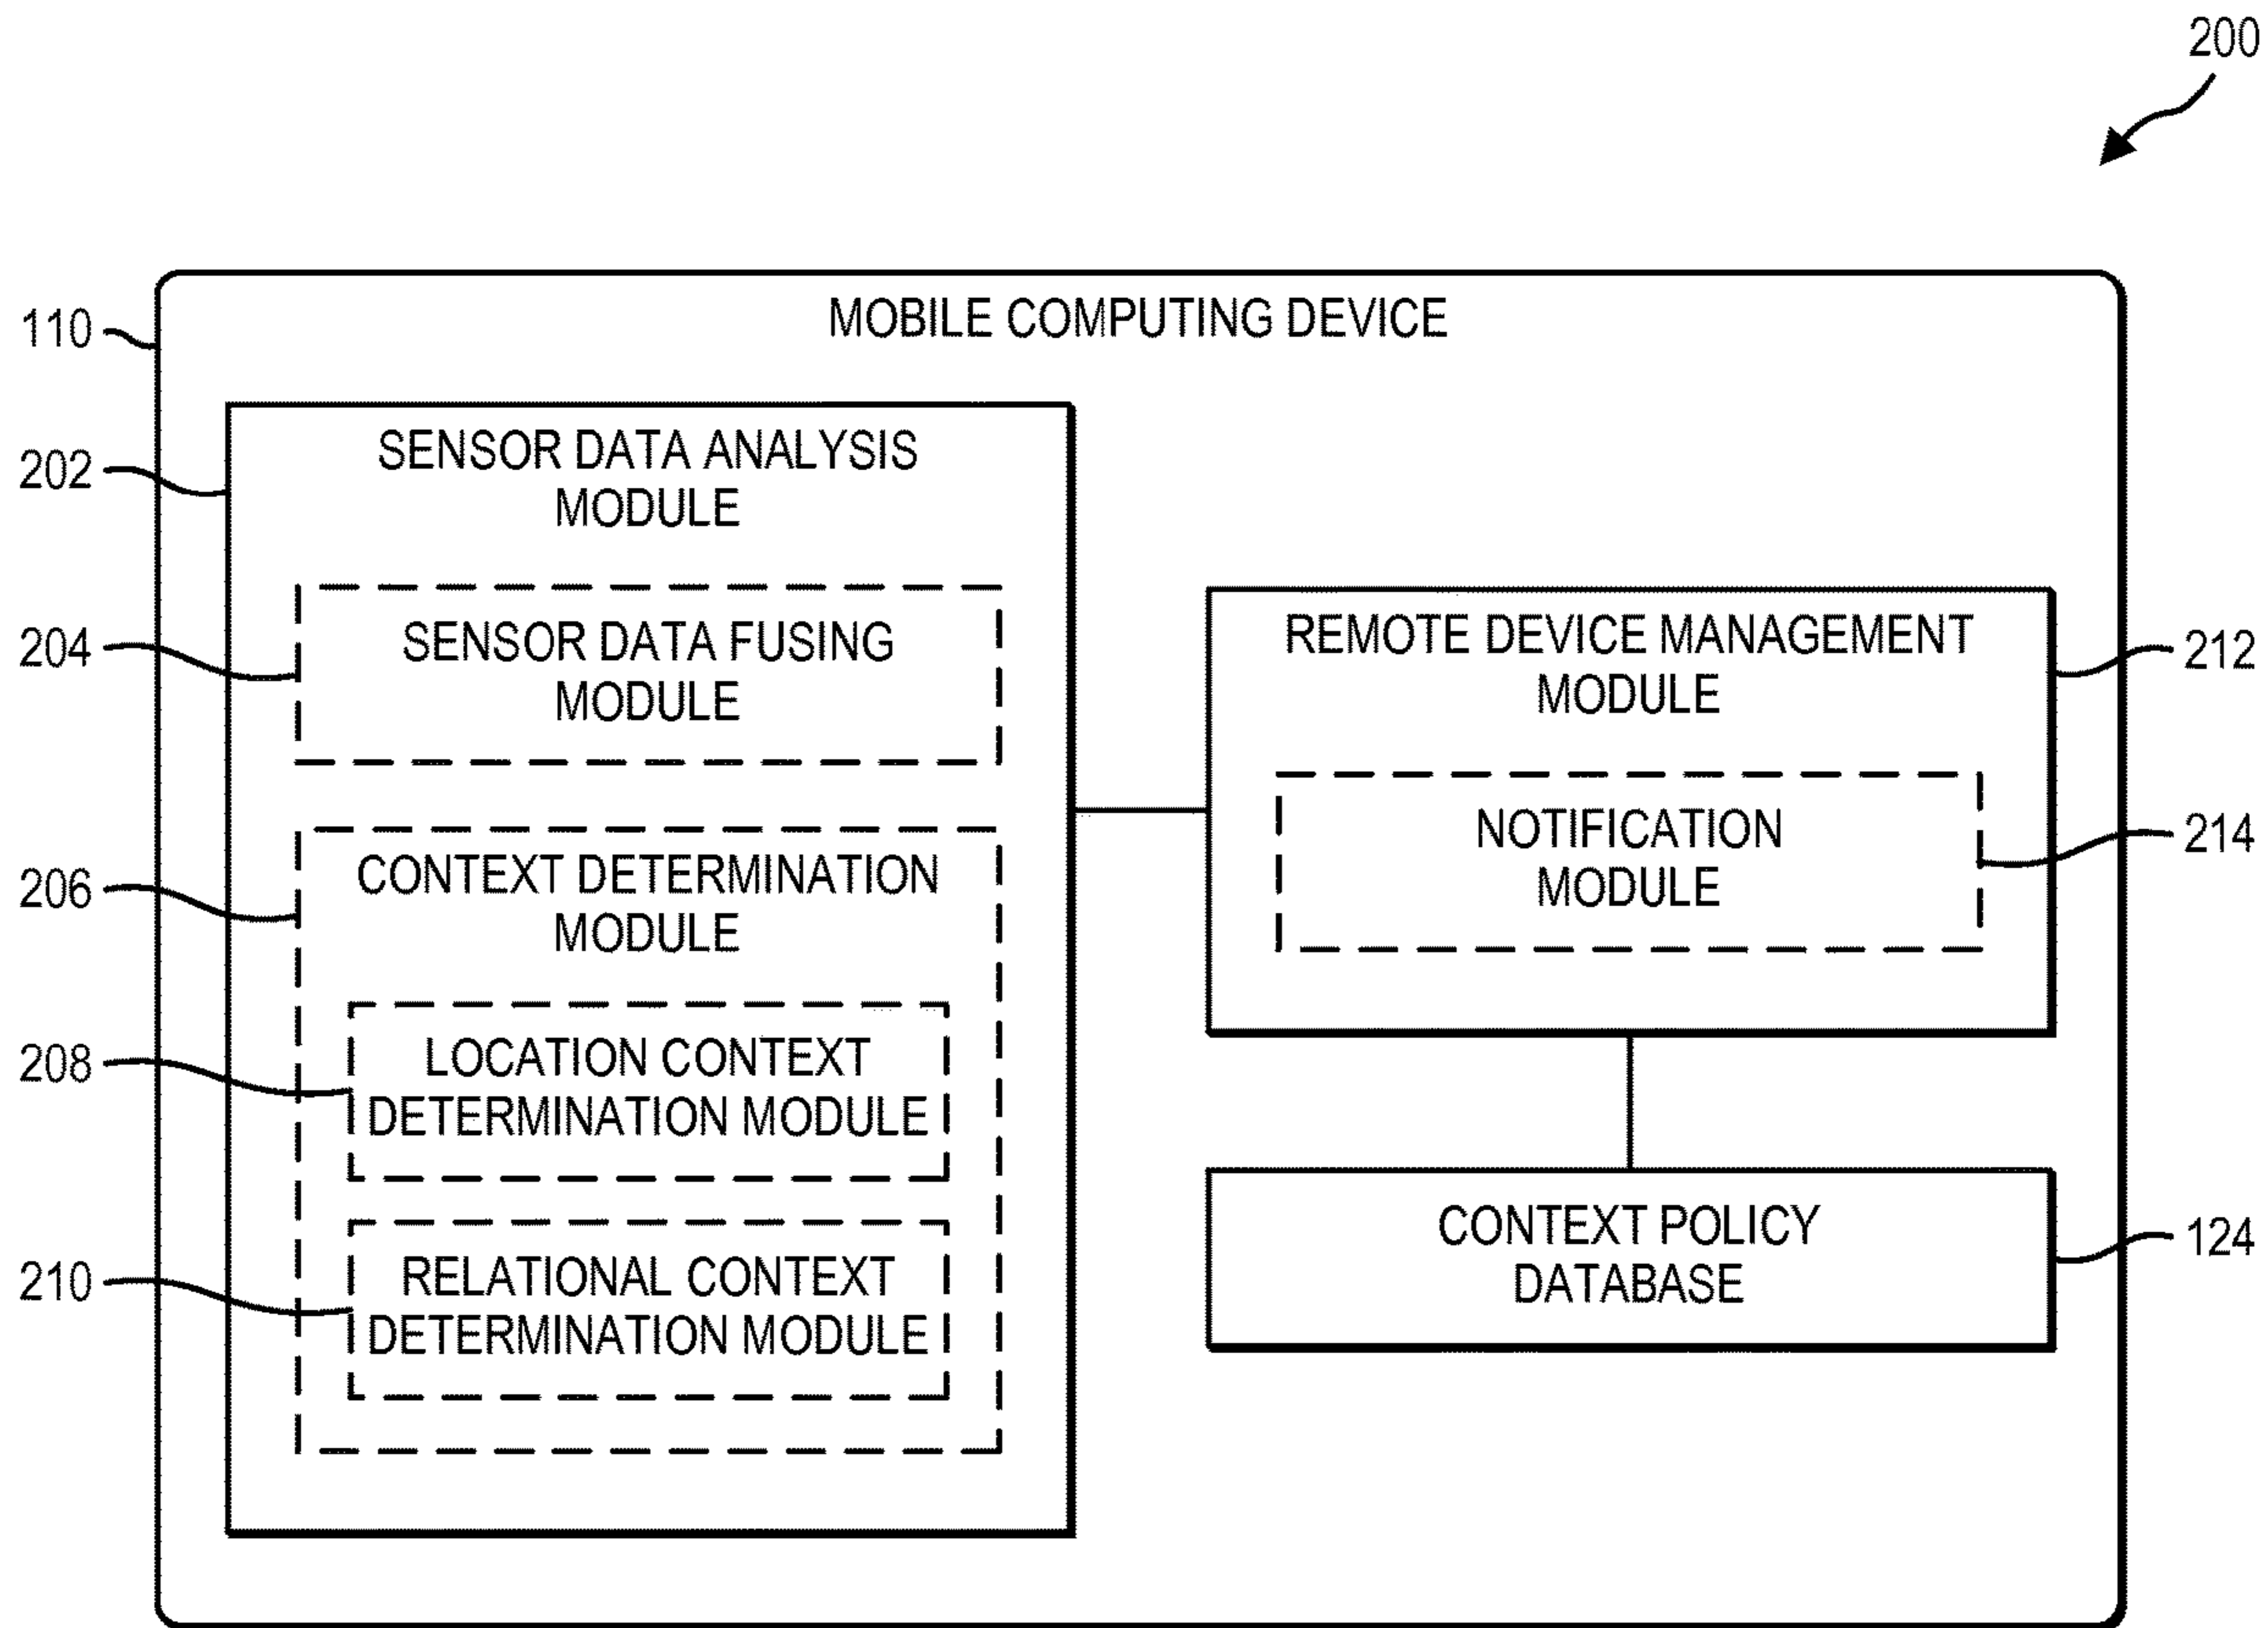 200
MOBILE COMPUTING DEVICE
110
SENSOR DATA ANALYSIS
MODULE
202
SENSOR DATA FUSING
MODULE
204
CONTEXT DETERMINATION
MODULE
206
LOCATION CONTEXT
DETERMINATION MODULE
208
RELATIONAL CONTEXT
DETERMINATION MODULE
210
REMOTE DEVICE MANAGEMENT
MODULE
212
NOTIFICATION
MODULE
214
CONTEXT POLICY
DATABASE
124